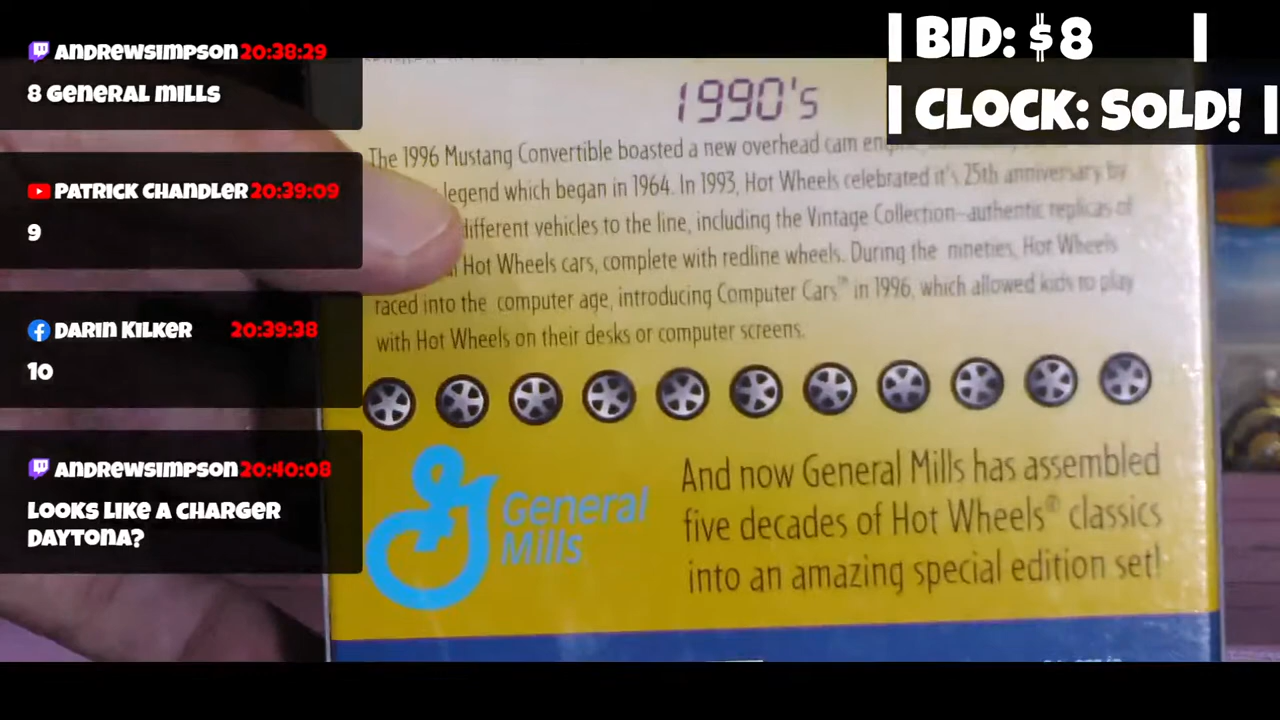 ANDREWSIMPSON 20:38:29
8 GENERAL MILLS
PATRICK CHANDLER 20:39:09
9
DARIN KILKER 20:39:38
10
ANDREWSIMPSON 20:40:08
LOOKS LIKE A CHARGER
DAYTONA?
| BID: $8 |
| CLOCK: SOLD! |
1990's
The 1996 Mustang Convertible boasted a new overhead cam
legend which began in 1964. In 1993, Hot Wheels celebrated it's 25th anniversary by
different vehicles to the line, including the Vintage Collection–authentic replicas of
Hot Wheels cars, complete with redline wheels. During the nineties, Hot Wheels
raced into the computer age, introducing Computer Cars™ in 1996, which allowed kids to play
with Hot Wheels on their desks or computer screens.
General
Mills
And now General Mills has assembled
five decades of Hot Wheels® classics
into an amazing special edition set!